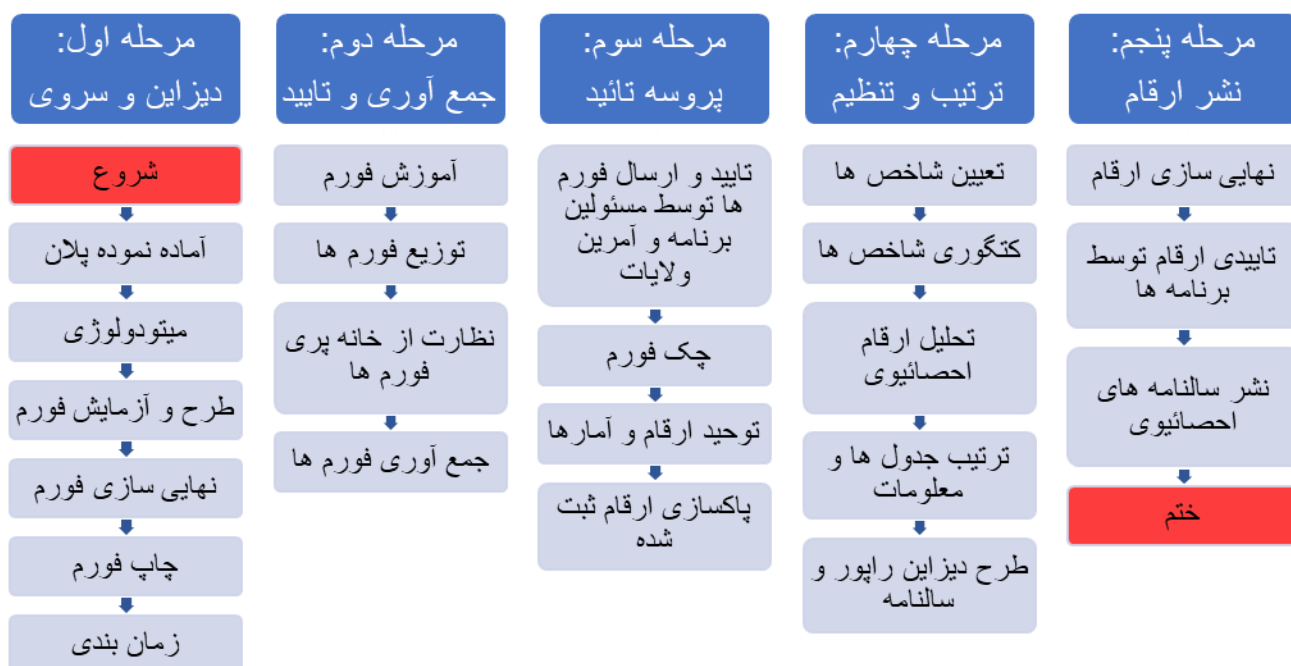 مرحله اول:
دیزاین و سروی
شروع
آماده نموده پلان
میتودولوژی
طرح و آزمایش فورم
نهایی سازی فورم
چاپ فورم
زمان بندی
مرحله دوم:
جمع آوری و تایید
آموزش فورم
توزیع فورم ها
نظارت از خانه پری
فورم ها
جمع آوری فورم ها
مرحله سوم:
پروسه تائید
تایید و ارسال فورم
ها توسط مسئولین
برنامه و آمرین
ولایات
چک فورم
توحید ارقام و آمارها
پاکسازی ارقام ثبت
شده
مرحله چهارم:
ترتیب و تنظیم
تعیین شاخص ها
کتگوری شاخص ها
تحلیل ارقام
احصائیوی
ترتیب جدول ها و
معلومات
طرح دیزاین راپور و
سالنامه
مرحله پنجم:
نشر ارقام
نهایی سازی ارقام
تاییدی ارقام توسط
برنامه ها
نشر سالنامه های
احصائیوی
ختم